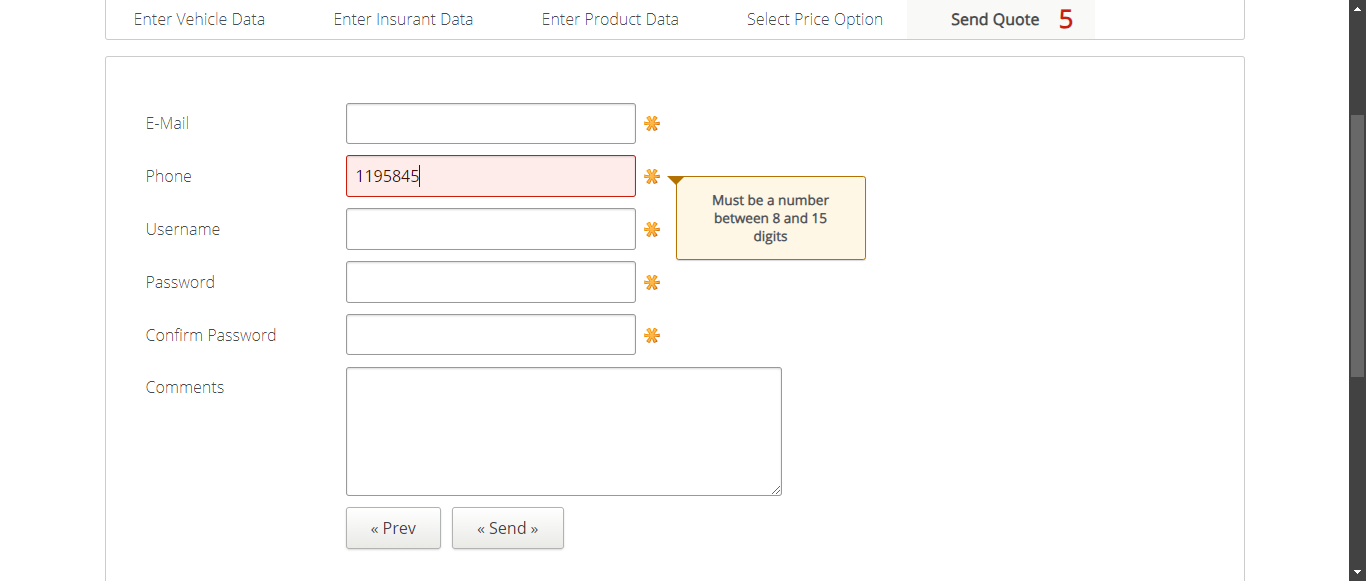 Enter Vehicle Data Enter Insurant Data Enter Product Data Select Price Option Send Quote 5
E-Mail
Phone 1195845
Must be a number
between 8 and 15
digits
Username
Password
Confirm Password
Comments
« Prev « Send »